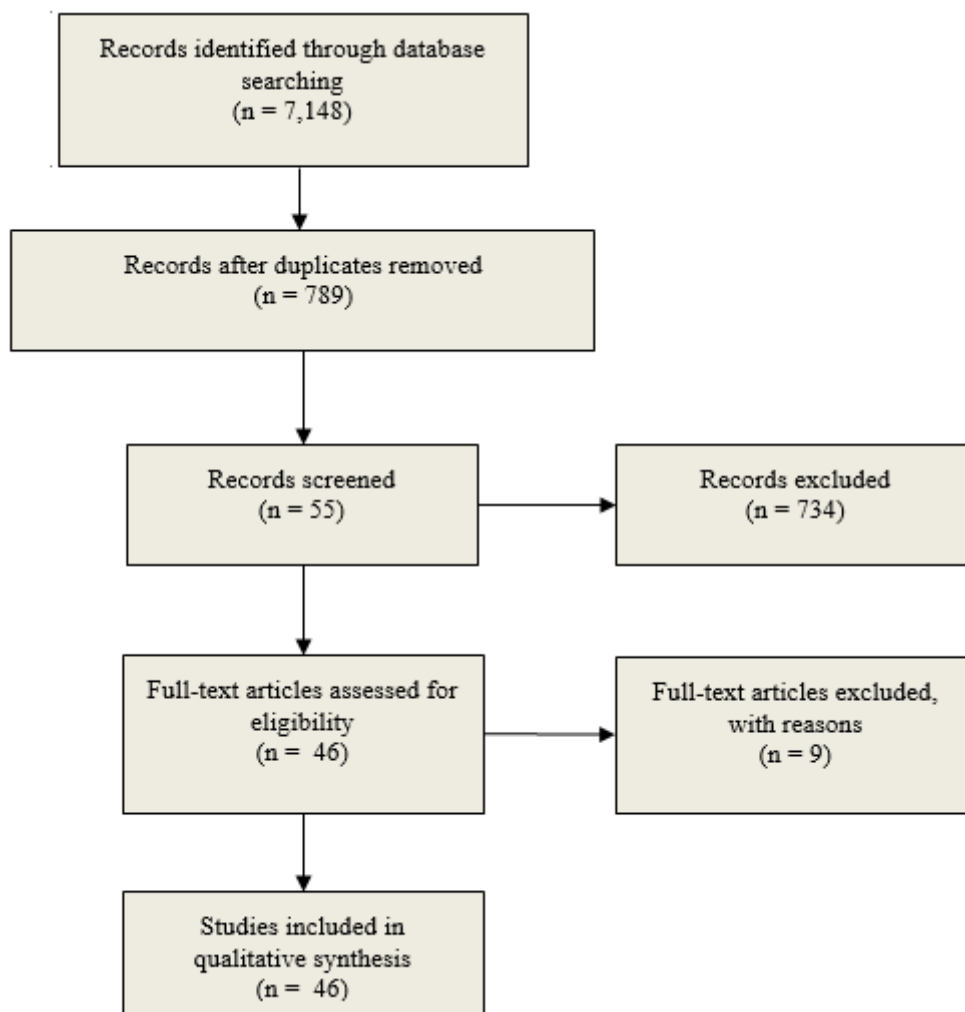 Records identified through database
searching
(n = 7,148)
Records after duplicates removed
(n = 789)
Records screened
(n = 55)
Records excluded
(n = 734)
Full-text articles assessed for
eligibility
(n =  46)
Full-text articles excluded,
with reasons
(n = 9)
Studies included in
qualitative synthesis
(n =  46)